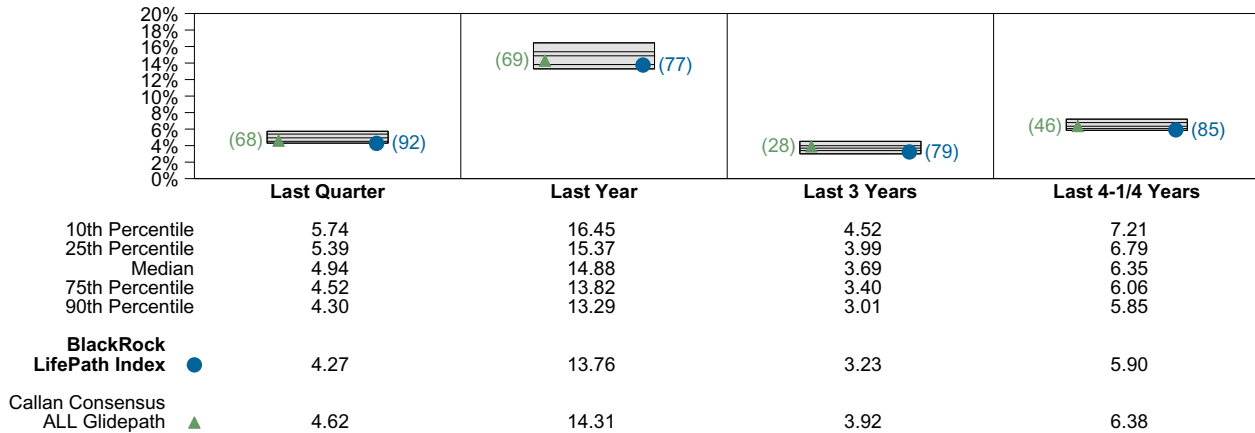 20%
18%
16%
14%
12%
10%
8%
6%
4%
2%
0%
(68) (92)
(69) (77)
(28) (79)
(46) (85)
Last Quarter Last Year Last 3 Years Last 4-1/4 Years
10th Percentile 5.74 16.45 4.52 7.21
25th Percentile 5.39 15.37 3.99 6.79
Median 4.94 14.88 3.69 6.35
75th Percentile 4.52 13.82 3.40 6.06
90th Percentile 4.30 13.29 3.01 5.85
BlackRock
LifePath Index 4.27 13.76 3.23 5.90
Callan Consensus
ALL Glidepath 4.62 14.31 3.92 6.38